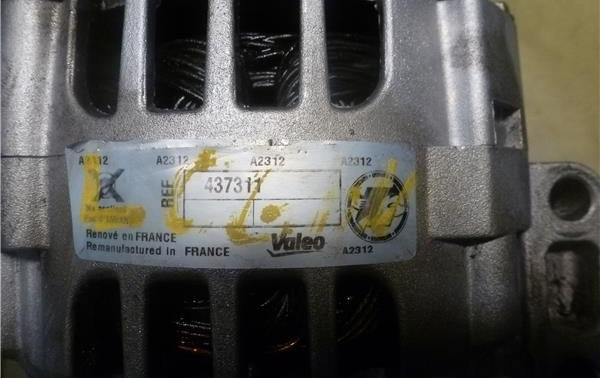 A2312 A2312 A2312 A2312
REF 437311
Renové en FRANCE
Remanufactured in FRANCE
Valeo A2312